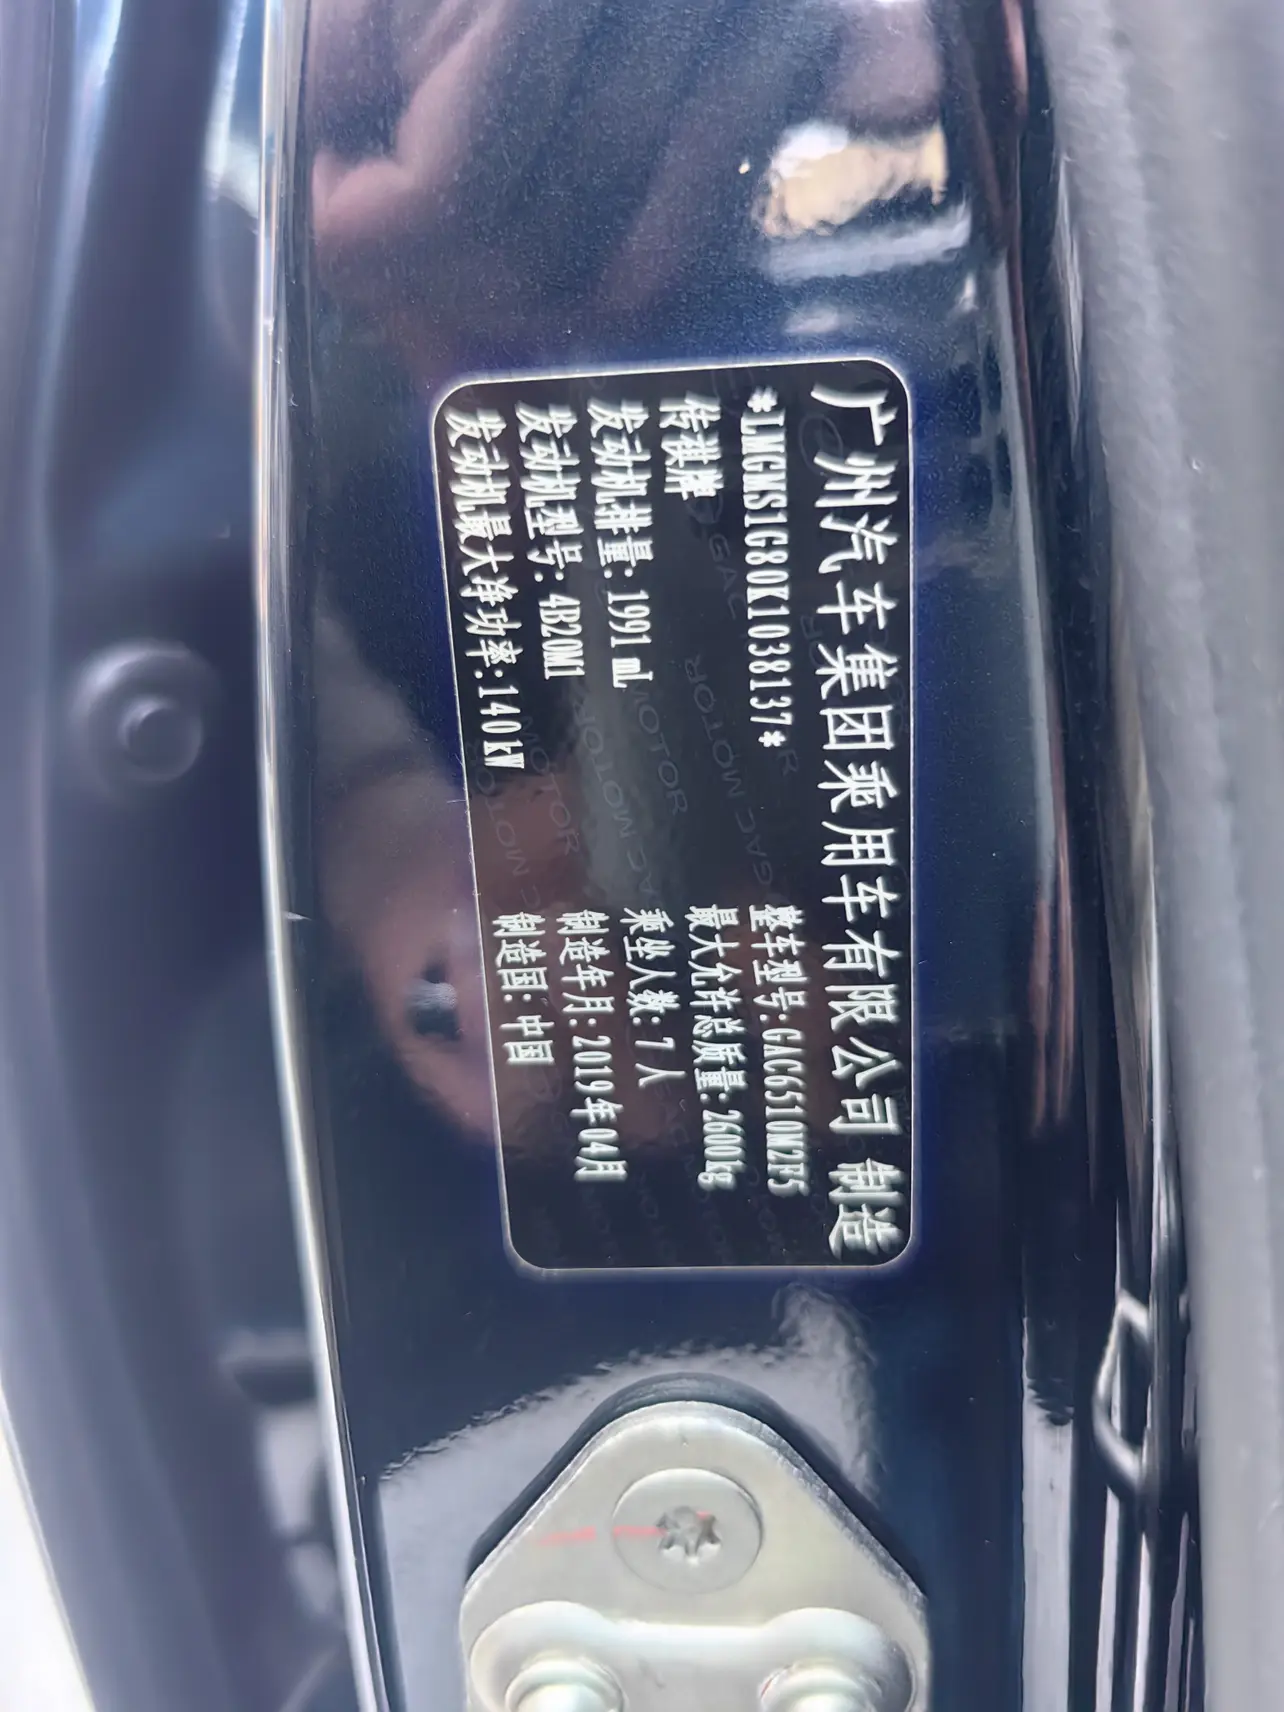 广州汽车集团乘用车有限公司 制造
*LMGMS1G80K1038137*
整车型号:GAC6510M2F5
传祺牌
最大允许总质量:2600kg
发动机排量:1991 mL
乘坐人数:7人
发动机型号:4B20M1
制造年月:2019年04月
发动机最大净功率:140kW
制造国:中国